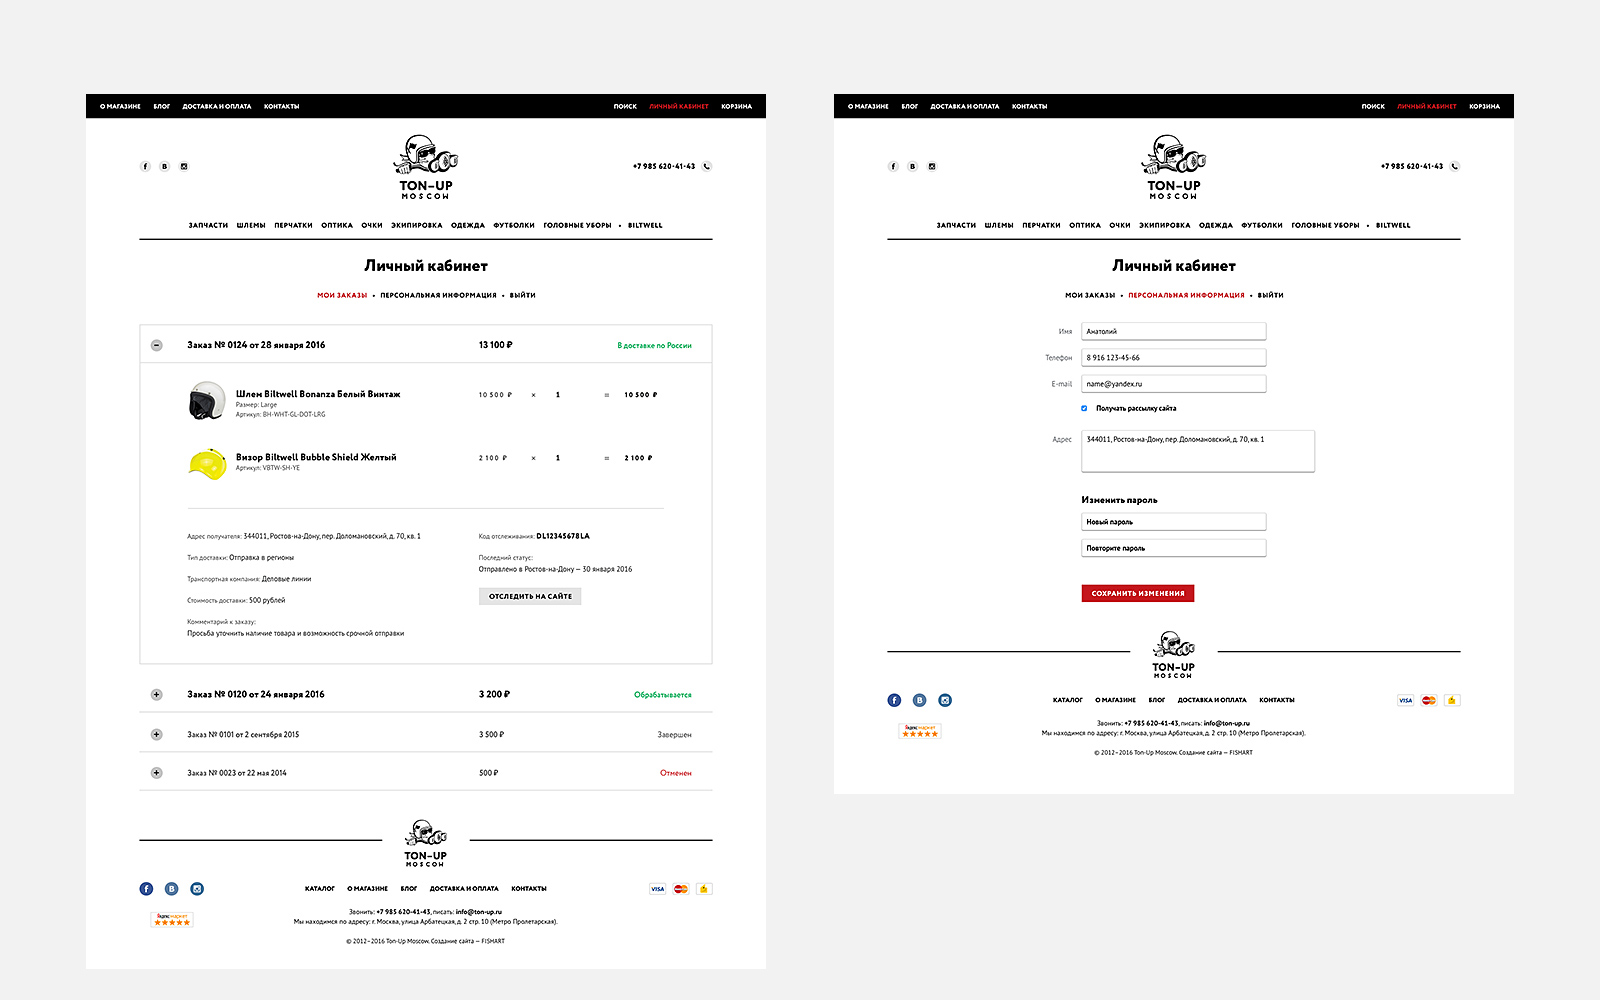 О МАГАЗИНЕ БЛОГ ДОСТАВКА И ОПЛАТА КОНТАКТЫ ПОИСК ЛИЧНЫЙ КАБИНЕТ КОРЗИНА
+7 985 620-41-43
TON-UP
MOSCOW
ЗАПЧАСТИ ШЛЕМЫ ПЕРЧАТКИ ОПТИКА ОЧКИ ЭКИПИРОВКА ОДЕЖДА ФУТБОЛКИ ГОЛОВНЫЕ УБОРЫ • BILTWELL
Личный кабинет
МОИ ЗАКАЗЫ • ПЕРСОНАЛЬНАЯ ИНФОРМАЦИЯ • ВЫЙТИ
Заказ № 0124 от 28 января 2016 13 100 ₽ В доставке по России
Шлем Biltwell Bonanza Белый Винтаж 10 500 ₽ × 1 = 10 500 ₽
Размер: Large
Артикул: BH-WHT-GL-DOT-LRG
Визор Biltwell Bubble Shield Желтый 2 100 ₽ × 1 = 2 100 ₽
Артикул: VBTW-SH-YE
Адрес получателя: 344011, Ростов-на-Дону, пер. Доломановский, д. 70, кв. 1
Тип доставки: Отправка в регионы
Транспортная компания: Деловые линии
Стоимость доставки: 500 рублей
Комментарий к заказу:
Просьба уточнить наличие товара и возможность срочной отправки
Код отслеживания: DL12345678LA
Последний статус:
Отправлено в Ростов-на-Дону — 30 января 2016
ОТСЛЕДИТЬ НА САЙТЕ
Заказ № 0120 от 24 января 2016 3 200 ₽ Обрабатывается
Заказ № 0101 от 2 сентября 2015 3 500 ₽ Завершен
Заказ № 0023 от 22 мая 2014 500 ₽ Отменен
TON-UP
MOSCOW
КАТАЛОГ О МАГАЗИНЕ БЛОГ ДОСТАВКА И ОПЛАТА КОНТАКТЫ VISA
Звонить: +7 985 620-41-43, писать: info@ton-up.ru
Яндекс маркет
Мы находимся по адресу: г. Москва, улица Арбатецкая, д. 2 стр. 10 (Метро Пролетарская).
© 2012–2016 Ton-Up Moscow. Создание сайта — FISHART
О МАГАЗИНЕ БЛОГ ДОСТАВКА И ОПЛАТА КОНТАКТЫ ПОИСК ЛИЧНЫЙ КАБИНЕТ КОРЗИНА
+7 985 620-41-43
TON-UP
MOSCOW
ЗАПЧАСТИ ШЛЕМЫ ПЕРЧАТКИ ОПТИКА ОЧКИ ЭКИПИРОВКА ОДЕЖДА ФУТБОЛКИ ГОЛОВНЫЕ УБОРЫ • BILTWELL
Личный кабинет
МОИ ЗАКАЗЫ • ПЕРСОНАЛЬНАЯ ИНФОРМАЦИЯ • ВЫЙТИ
Имя Анатолий
Телефон 8 916 123-45-66
E-mail name@yandex.ru
Получать рассылку сайта
Адрес 344011, Ростов-на-Дону, пер. Доломановский, д. 70, кв. 1
Изменить пароль
Новый пароль
Повторите пароль
СОХРАНИТЬ ИЗМЕНЕНИЯ
TON-UP
MOSCOW
КАТАЛОГ О МАГАЗИНЕ БЛОГ ДОСТАВКА И ОПЛАТА КОНТАКТЫ VISA
Звонить: +7 985 620-41-43, писать: info@ton-up.ru
Яндекс маркет
Мы находимся по адресу: г. Москва, улица Арбатецкая, д. 2 стр. 10 (Метро Пролетарская).
© 2012–2016 Ton-Up Moscow. Создание сайта — FISHART